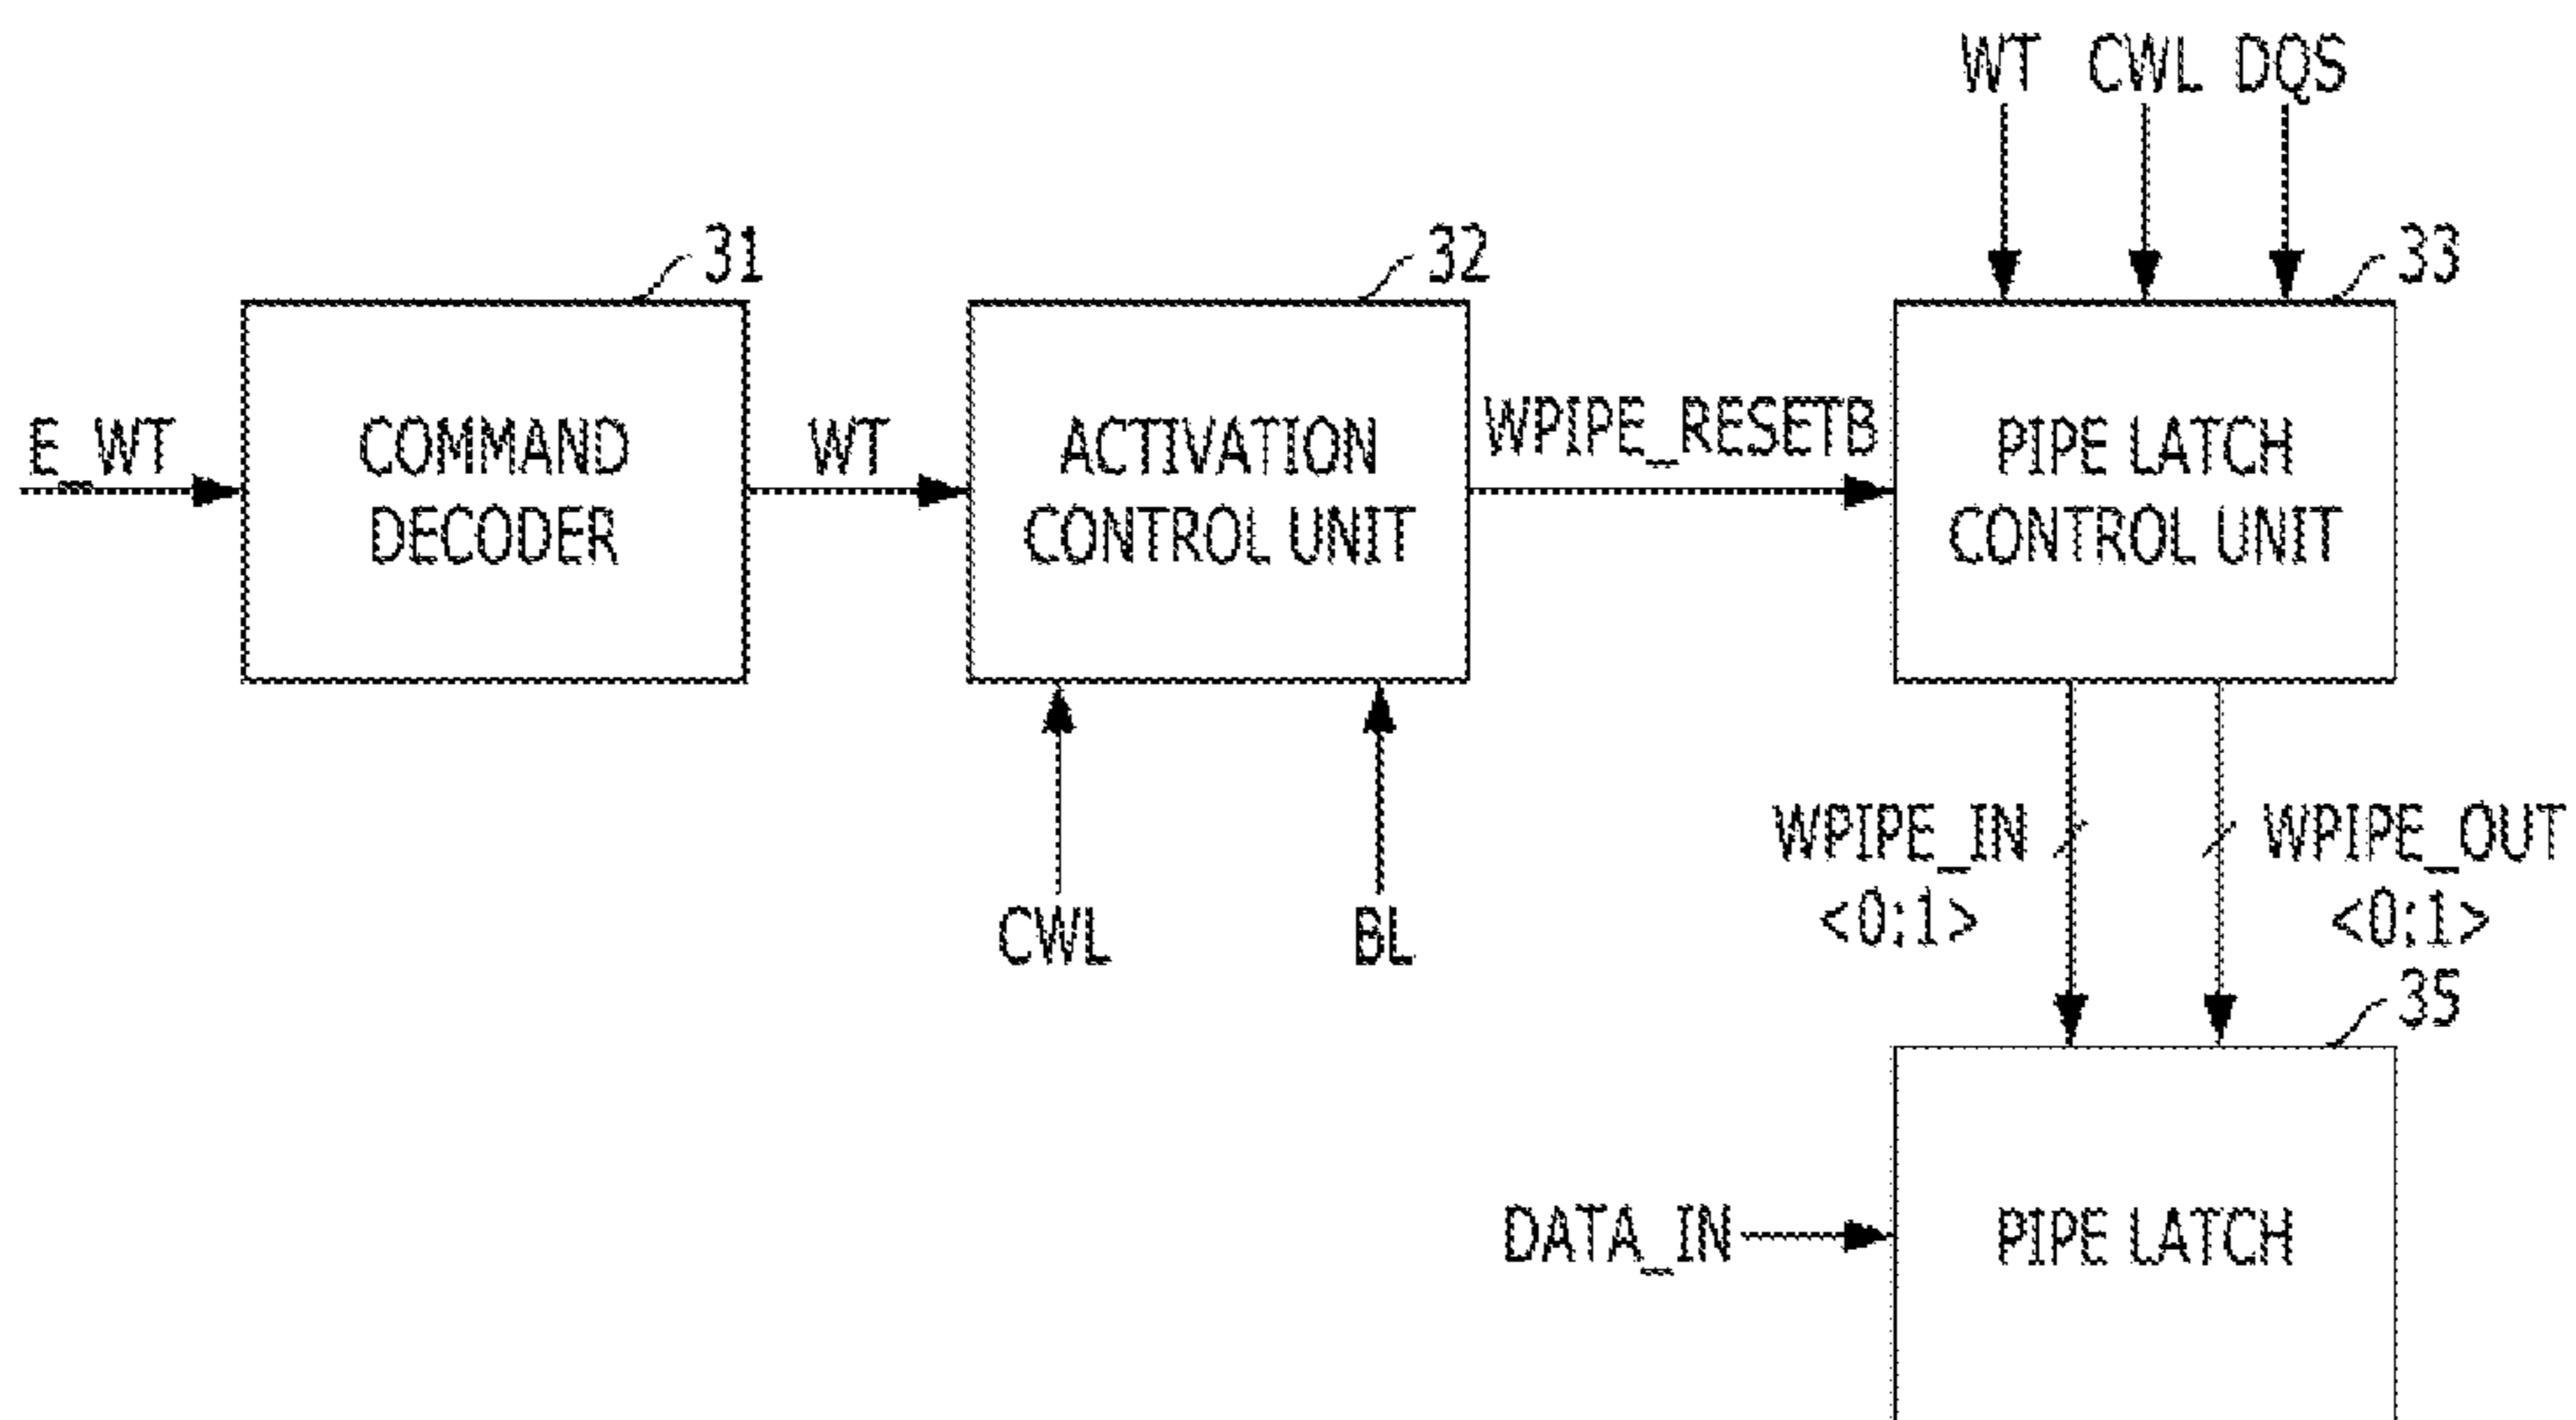 WT CWL DQS
31
32
33
E_WT
COMMAND
DECODER
WT
ACTIVATION
CONTROL UNIT
WPIPE_RESETB
PIPE LATCH
CONTROL UNIT
CWL
BL
WPIPE_IN
<0:1>
WPIPE_OUT
<0:1>
35
DATA_IN
PIPE LATCH